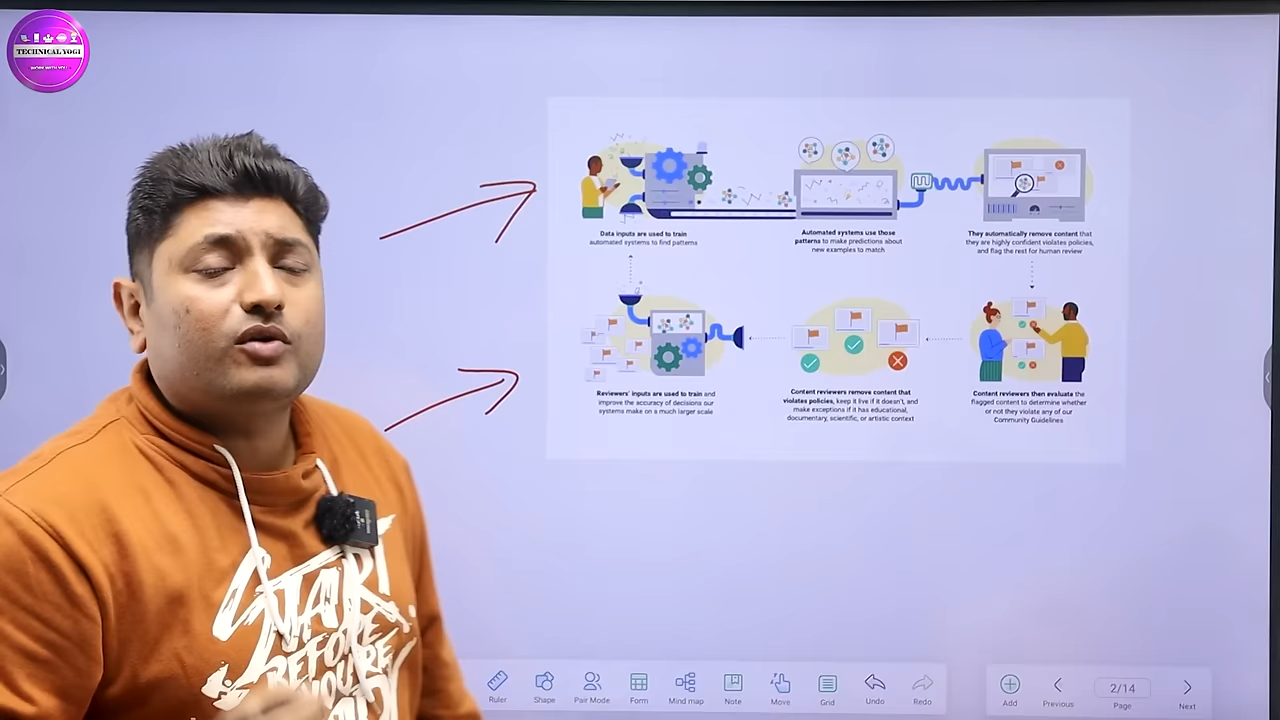 TECHNICAL YOGI
Data inputs are used to train
automated systems to find patterns
Automated systems use those
patterns to make predictions about
new examples to match
They automatically remove content that
they are highly confident violates policies,
and flag the rest for human review
Reviewers' inputs are used to train and
improve the accuracy of decisions our
systems make on a much larger scale
Content reviewers remove content that
violates policies, keep it live if it doesn't, and
make exceptions if it has educational,
documentary, scientific, or artistic context
Content reviewers then evaluate the
flagged content to determine whether
or not they violate any of our
Community Guidelines
START
BEFORE
YOU'RE
Ruler
Shape
Pair Mode
Form
Mind map
Note
Move
Grid
Undo
Redo
Add
Previous
2/14
Page
Next